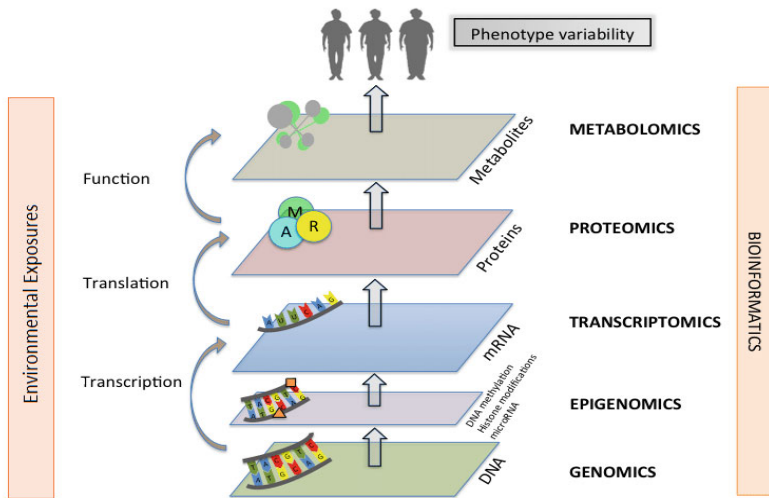 Phenotype variability
Environmental Exposures
BIOINFORMATICS
Metabolites
METABOLOMICS
Function
M
A
R
Proteins
PROTEOMICS
Translation
A U U G A G
mRNA
TRANSCRIPTOMICS
Transcription
DNA methylation
Histone modifications
microRNA
EPIGENOMICS
DNA
GENOMICS